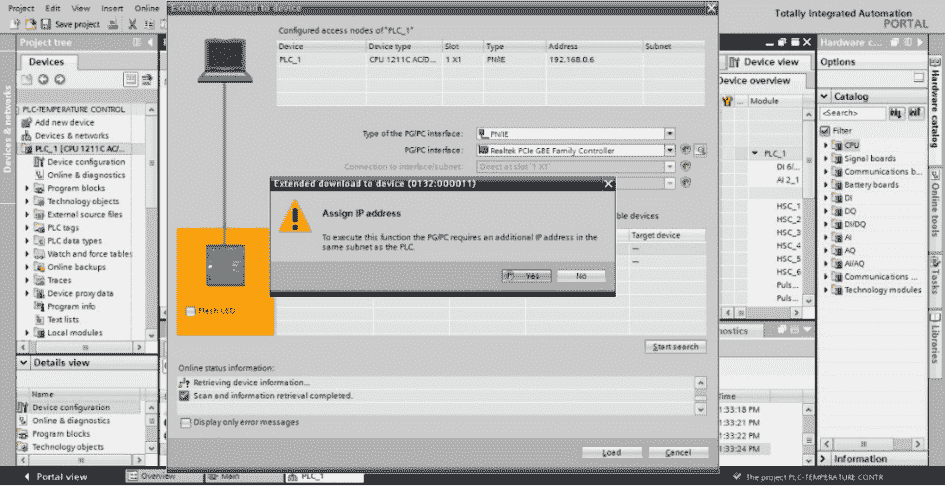 Project Edit View Insert Online
Totally Integrated Automation
PORTAL
Save project
Extended download to device
Project tree
Devices
Devices & networks
PLC-TEMPERATURE CONTROL
Add new device
Devices & networks
PLC_1 [CPU 1211C AC/...
Device configuration
Online & diagnostics
Program blocks
Technology objects
External source files
PLC tags
PLC data types
Watch and force tables
Online backups
Traces
Device proxy data
Program info
Text lists
Local modules
Details view
Name
Device configuration
Online & diagnostics
Program blocks
Technology objects
Configured access nodes of "PLC_1"
Device Device type Slot Type Address Subnet
PLC_1 CPU 1211C AC/D... 1 X1 PN/IE 192.168.0.6
Type of the PG/PC interface: PN/IE
PG/PC interface: Realtek PCIe GBE Family Controller
Connection to interface/subnet: Direct at slot '1 X1'
Extended download to device (0132:000011)
Assign IP address
To execute this function the PG/PC requires an additional IP address in the
same subnet as the PLC.
Yes No
ble devices
Target device
—
—
Flash LED
Start search
Online status information:
Retrieving device information...
Scan and information retrieval completed.
Display only error messages
Load Cancel
Device view
Device overview
... Module
PLC_1
DI 6/...
AI 2_1
HSC_1
HSC_2
HSC_3
HSC_4
HSC_5
HSC_6
Puls...
Puls...
nostics
1:33:18 PM
1:33:21 PM
1:33:22 PM
1:33:24 PM
Hardware c...
Options
Catalog
<Search>
Filter
CPU
Signal boards
Communications b...
Battery boards
DI
DQ
DI/DQ
AI
AQ
AI/AQ
Communications ...
Technology modules
Information
Hardware catalog
Online tools
Tasks
Libraries
Portal view
Overview
Main
PLC_1
The project PLC-TEMPERATURE CONTR